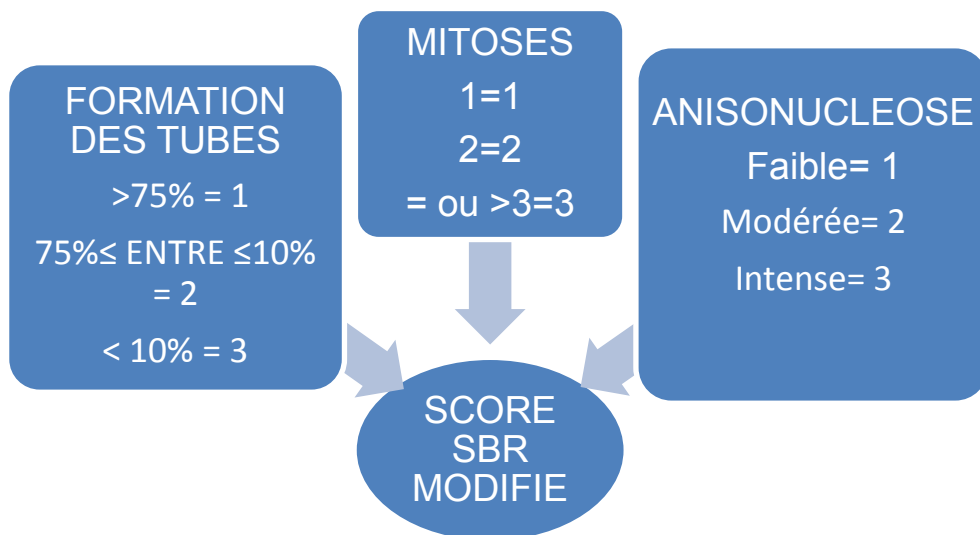 FORMATION
DES TUBES
>75% = 1
75%≤ ENTRE ≤10%
= 2
< 10% = 3
MITOSES
1=1
2=2
= ou >3=3
ANISONUCLEOSE
Faible= 1
Modérée= 2
Intense= 3
SCORE
SBR
MODIFIE